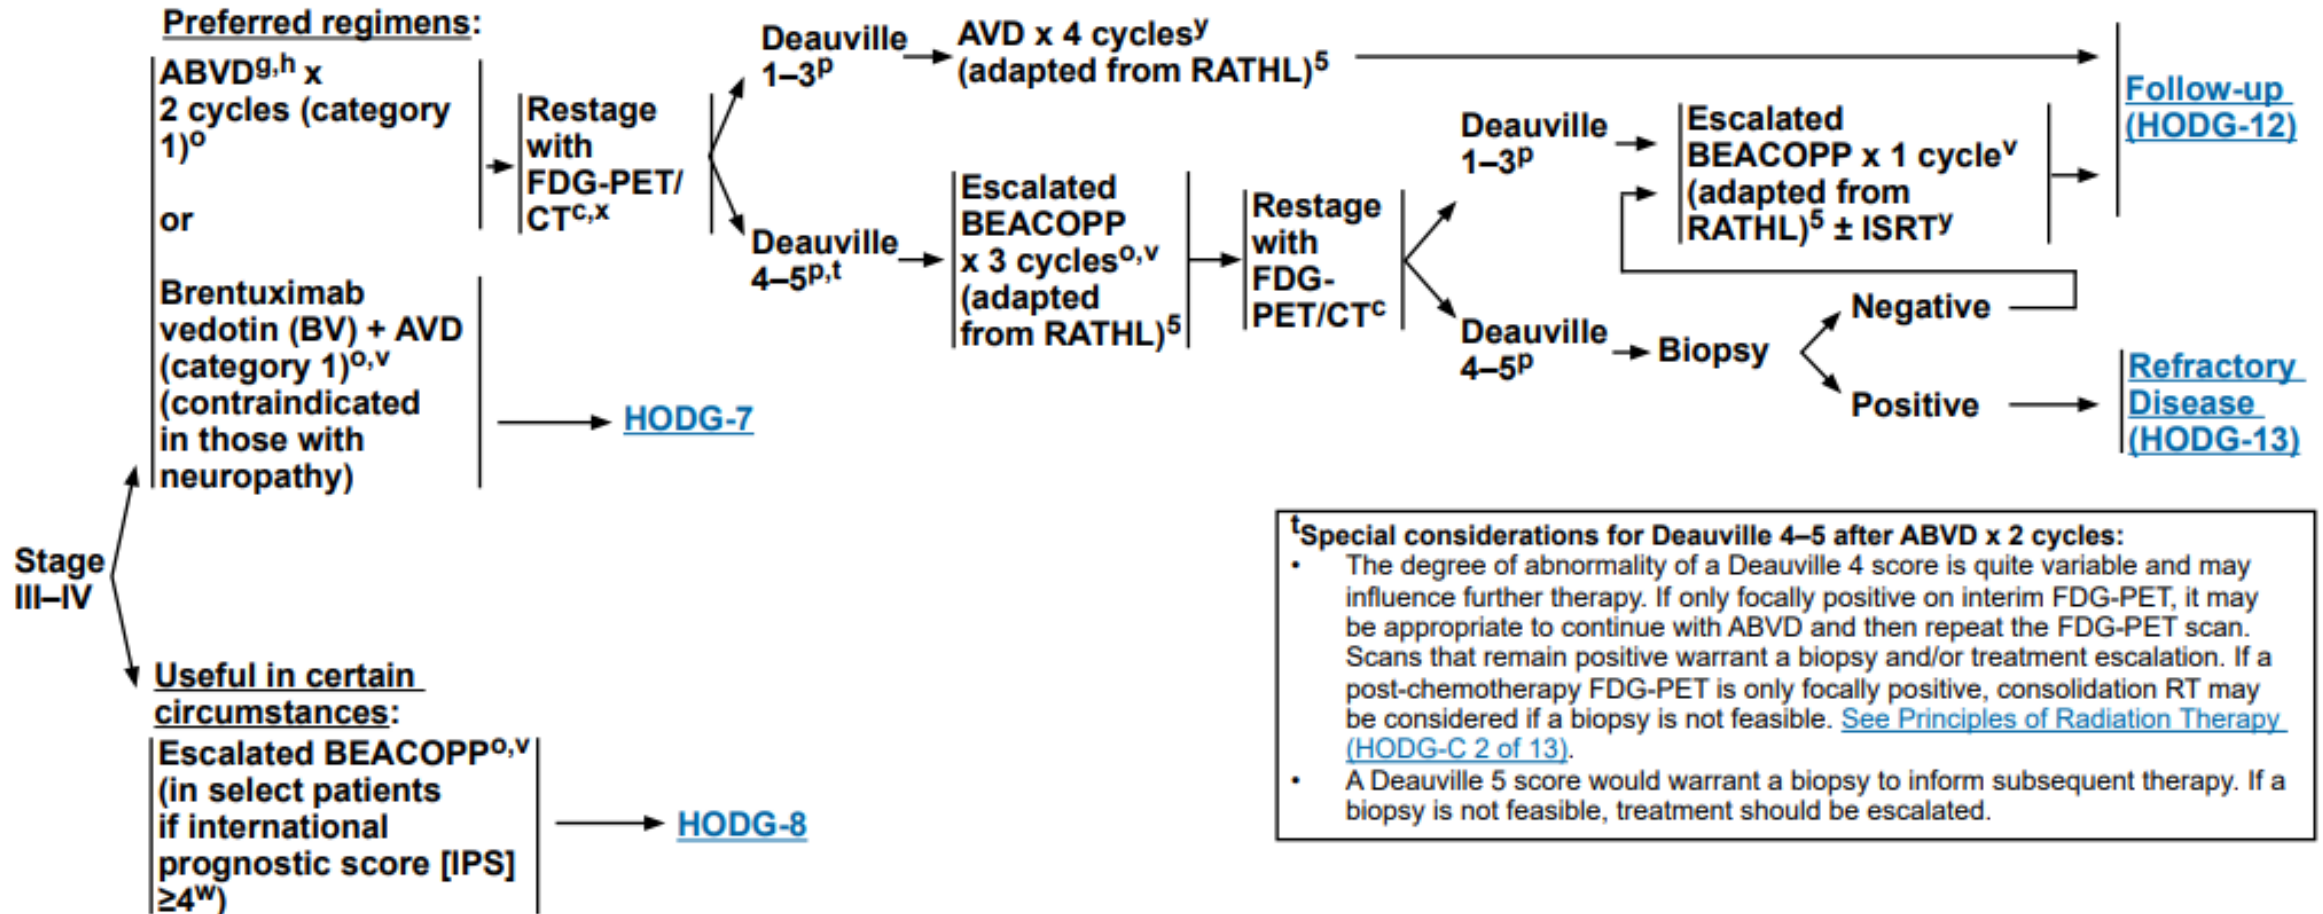 Preferred regimens:
ABVDg,h x
2 cycles (category
1)o
or
Brentuximab
vedotin (BV) + AVD
(category 1)o,v
(contraindicated
in those with
neuropathy)
Restage
with
FDG-PET/
CTc,x
Deauville
1–3p
AVD x 4 cyclesy
(adapted from RATHL)5
Deauville
4–5p,t
Escalated
BEACOPP
x 3 cycleso,v
(adapted
from RATHL)5
Restage
with
FDG-
PET/CTc
Deauville
1–3p
Escalated
BEACOPP x 1 cyclev
(adapted from
RATHL)5 ± ISRTy
Follow-up
(HODG-12)
Deauville
4–5p
Biopsy
Negative
Positive
Refractory
Disease
(HODG-13)
HODG-7
Stage
III–IV
Useful in certain
circumstances:
Escalated BEACOPPo,v
(in select patients
if international
prognostic score [IPS]
≥4w)
HODG-8
tSpecial considerations for Deauville 4–5 after ABVD x 2 cycles:
• The degree of abnormality of a Deauville 4 score is quite variable and may
influence further therapy. If only focally positive on interim FDG-PET, it may
be appropriate to continue with ABVD and then repeat the FDG-PET scan.
Scans that remain positive warrant a biopsy and/or treatment escalation. If a
post-chemotherapy FDG-PET is only focally positive, consolidation RT may
be considered if a biopsy is not feasible. See Principles of Radiation Therapy
(HODG-C 2 of 13).
• A Deauville 5 score would warrant a biopsy to inform subsequent therapy. If a
biopsy is not feasible, treatment should be escalated.